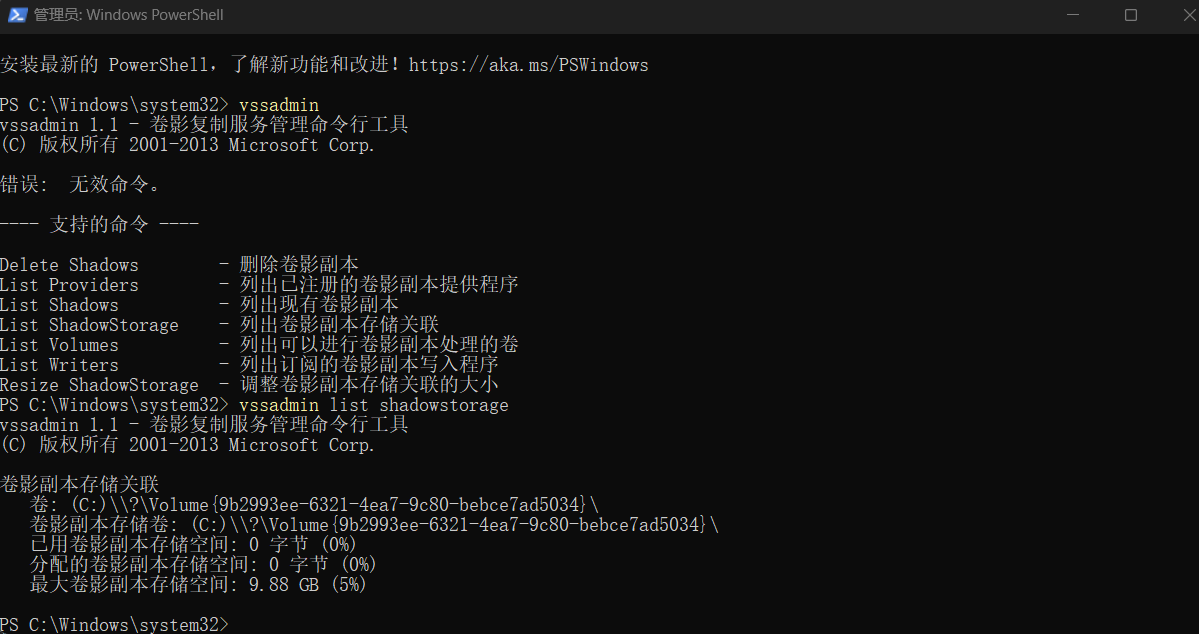 管理员: Windows PowerShell
安装最新的 PowerShell，了解新功能和改进！https://aka.ms/PSWindows
PS C:\Windows\system32> vssadmin
vssadmin 1.1 - 卷影复制服务管理命令行工具
(C) 版权所有 2001-2013 Microsoft Corp.
错误:  无效命令。
---- 支持的命令 ----
Delete Shadows        - 删除卷影副本
List Providers        - 列出已注册的卷影副本提供程序
List Shadows          - 列出现有卷影副本
List ShadowStorage    - 列出卷影副本存储关联
List Volumes          - 列出可以进行卷影副本处理的卷
List Writers          - 列出订阅的卷影副本写入程序
Resize ShadowStorage  - 调整卷影副本存储关联的大小
PS C:\Windows\system32> vssadmin list shadowstorage
vssadmin 1.1 - 卷影复制服务管理命令行工具
(C) 版权所有 2001-2013 Microsoft Corp.
卷影副本存储关联
卷: (C:)\\?\Volume{9b2993ee-6321-4ea7-9c80-bebce7ad5034}\
卷影副本存储卷: (C:)\\?\Volume{9b2993ee-6321-4ea7-9c80-bebce7ad5034}\
已用卷影副本存储空间: 0 字节 (0%)
分配的卷影副本存储空间: 0 字节 (0%)
最大卷影副本存储空间: 9.88 GB (5%)
PS C:\Windows\system32>